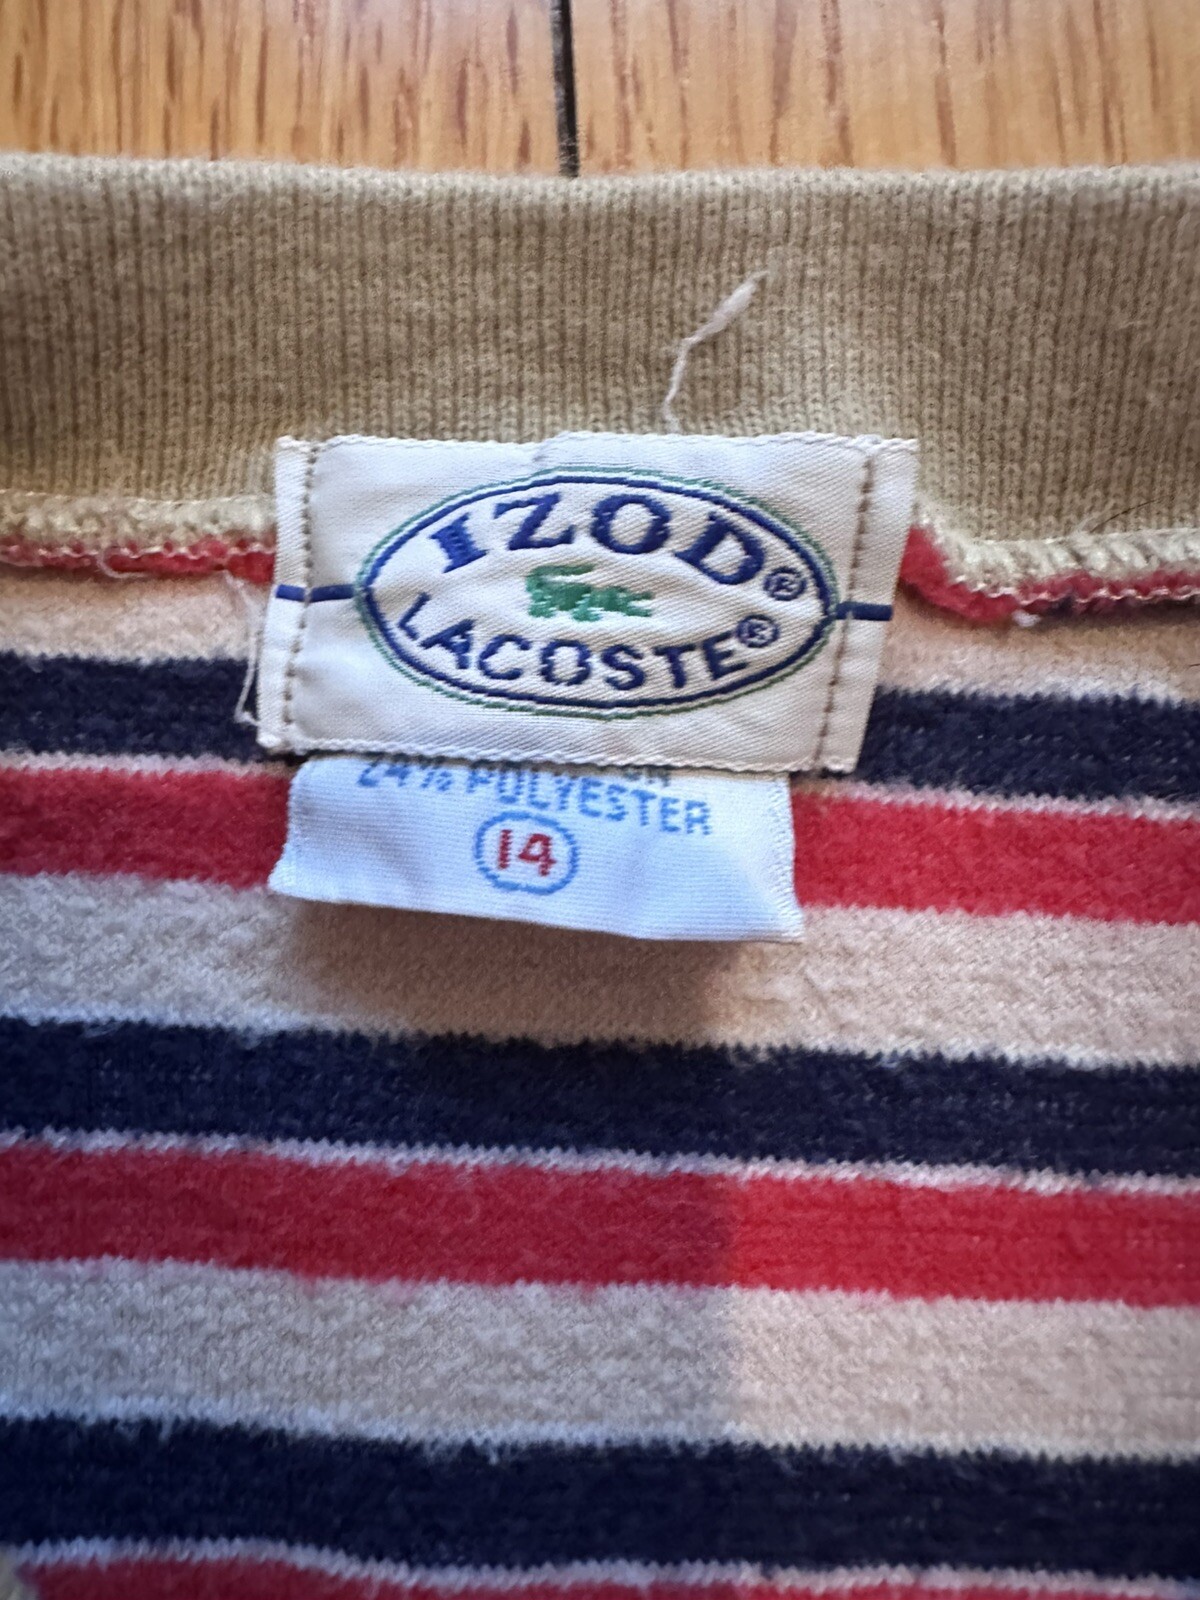 IZOD®
LACOSTE®
24% POLYESTER
14